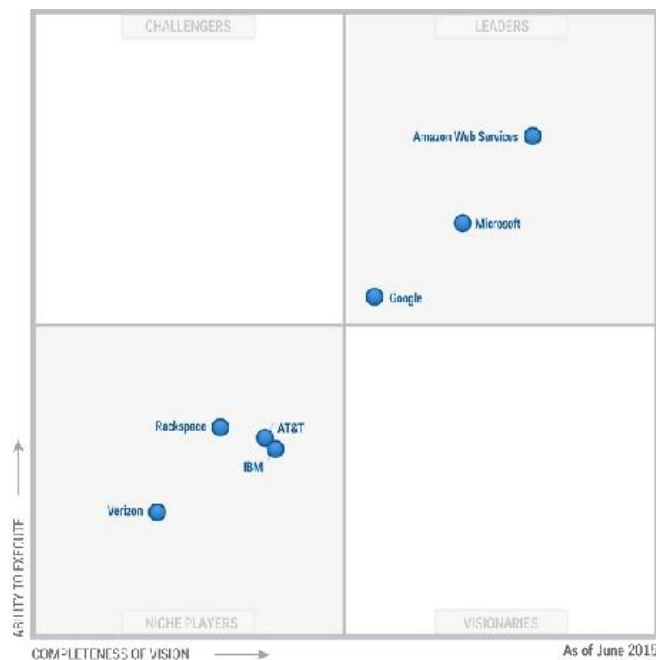 CHALLENGERS
LEADERS
Amazon Web Services
Microsoft
Google
Rackspace
AT&T
IBM
Verizon
ABILITY TO EXECUTE
NICHE PLAYERS
VISIONARIES
COMPLETENESS OF VISION
As of June 2015